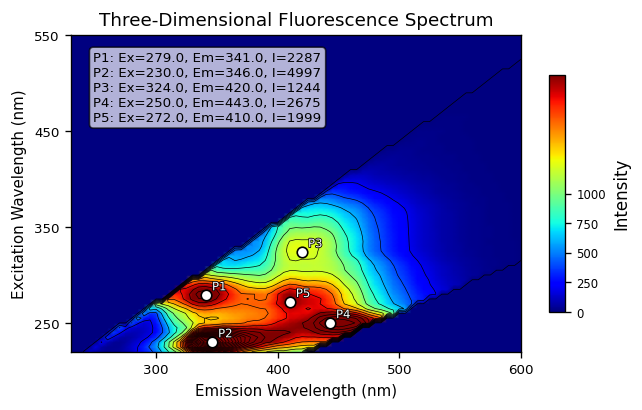 Three-Dimensional Fluorescence Spectrum
550
450
350
250
Excitation Wavelength (nm)
P1: Ex=279.0, Em=341.0, I=2287
P2: Ex=230.0, Em=346.0, I=4997
P3: Ex=324.0, Em=420.0, I=1244
P4: Ex=250.0, Em=443.0, I=2675
P5: Ex=272.0, Em=410.0, I=1999
P3
P1
P5
P4
P2
300
400
500
600
Emission Wavelength (nm)
1000
750
500
250
0
Intensity